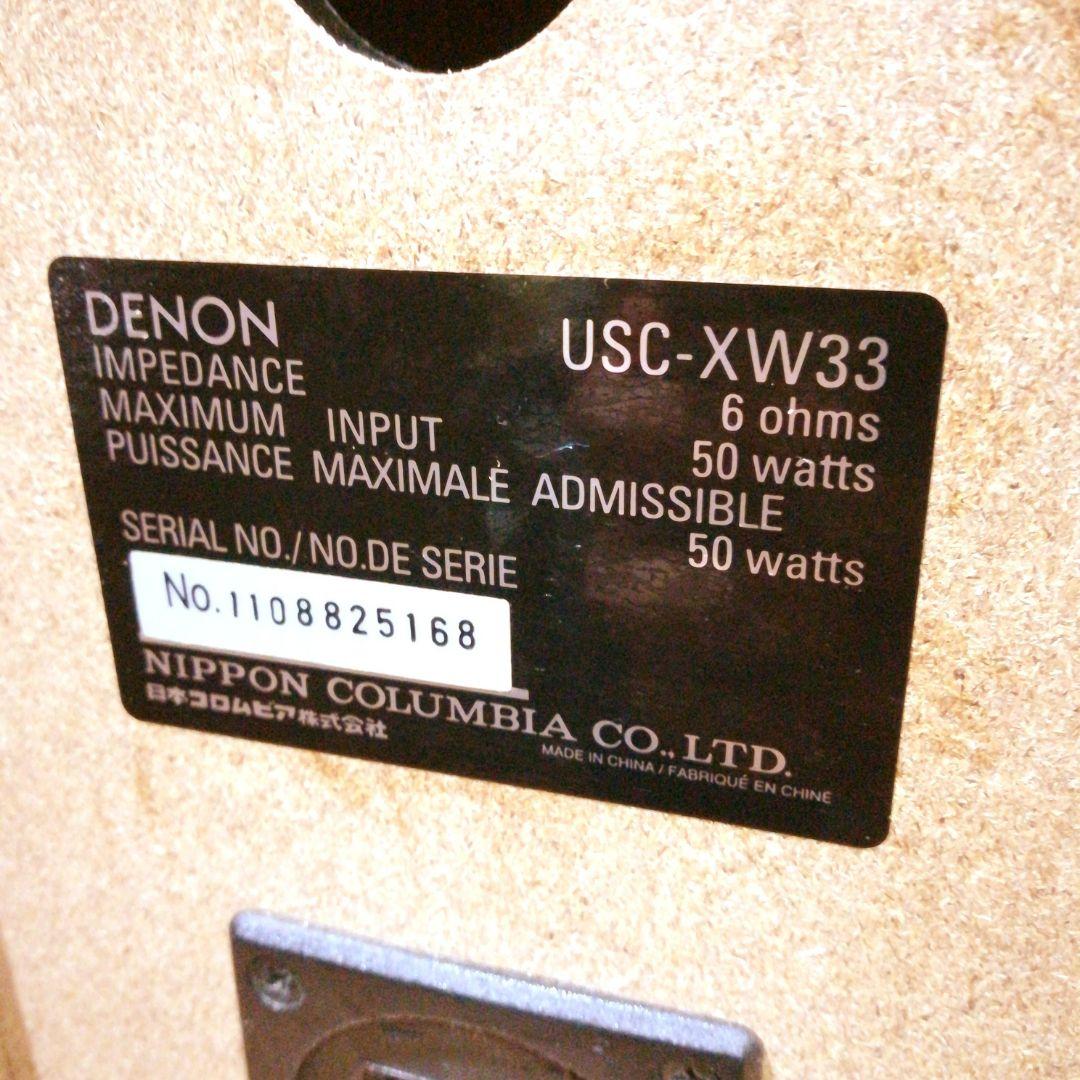 DENON USC-XW33
IMPEDANCE 6 ohms
MAXIMUM INPUT 50 watts
PUISSANCE MAXIMALE ADMISSIBLE
50 watts
SERIAL NO./NO.DE SERIE
No.1108825168
NIPPON COLUMBIA CO., LTD.
日本コロムビア株式会社
MADE IN CHINA / FABRIQUÉ EN CHINE